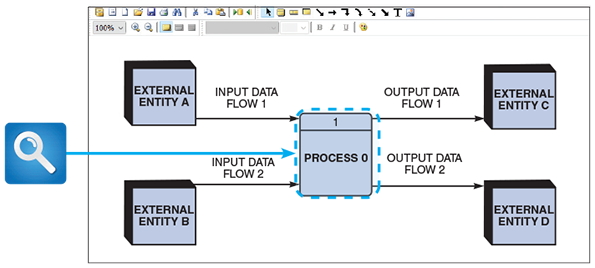 100%
B I U
EXTERNAL
ENTITY A
INPUT DATA
FLOW 1
OUTPUT DATA
FLOW 1
EXTERNAL
ENTITY C
1
PROCESS 0
INPUT DATA
FLOW 2
OUTPUT DATA
FLOW 2
EXTERNAL
ENTITY B
EXTERNAL
ENTITY D